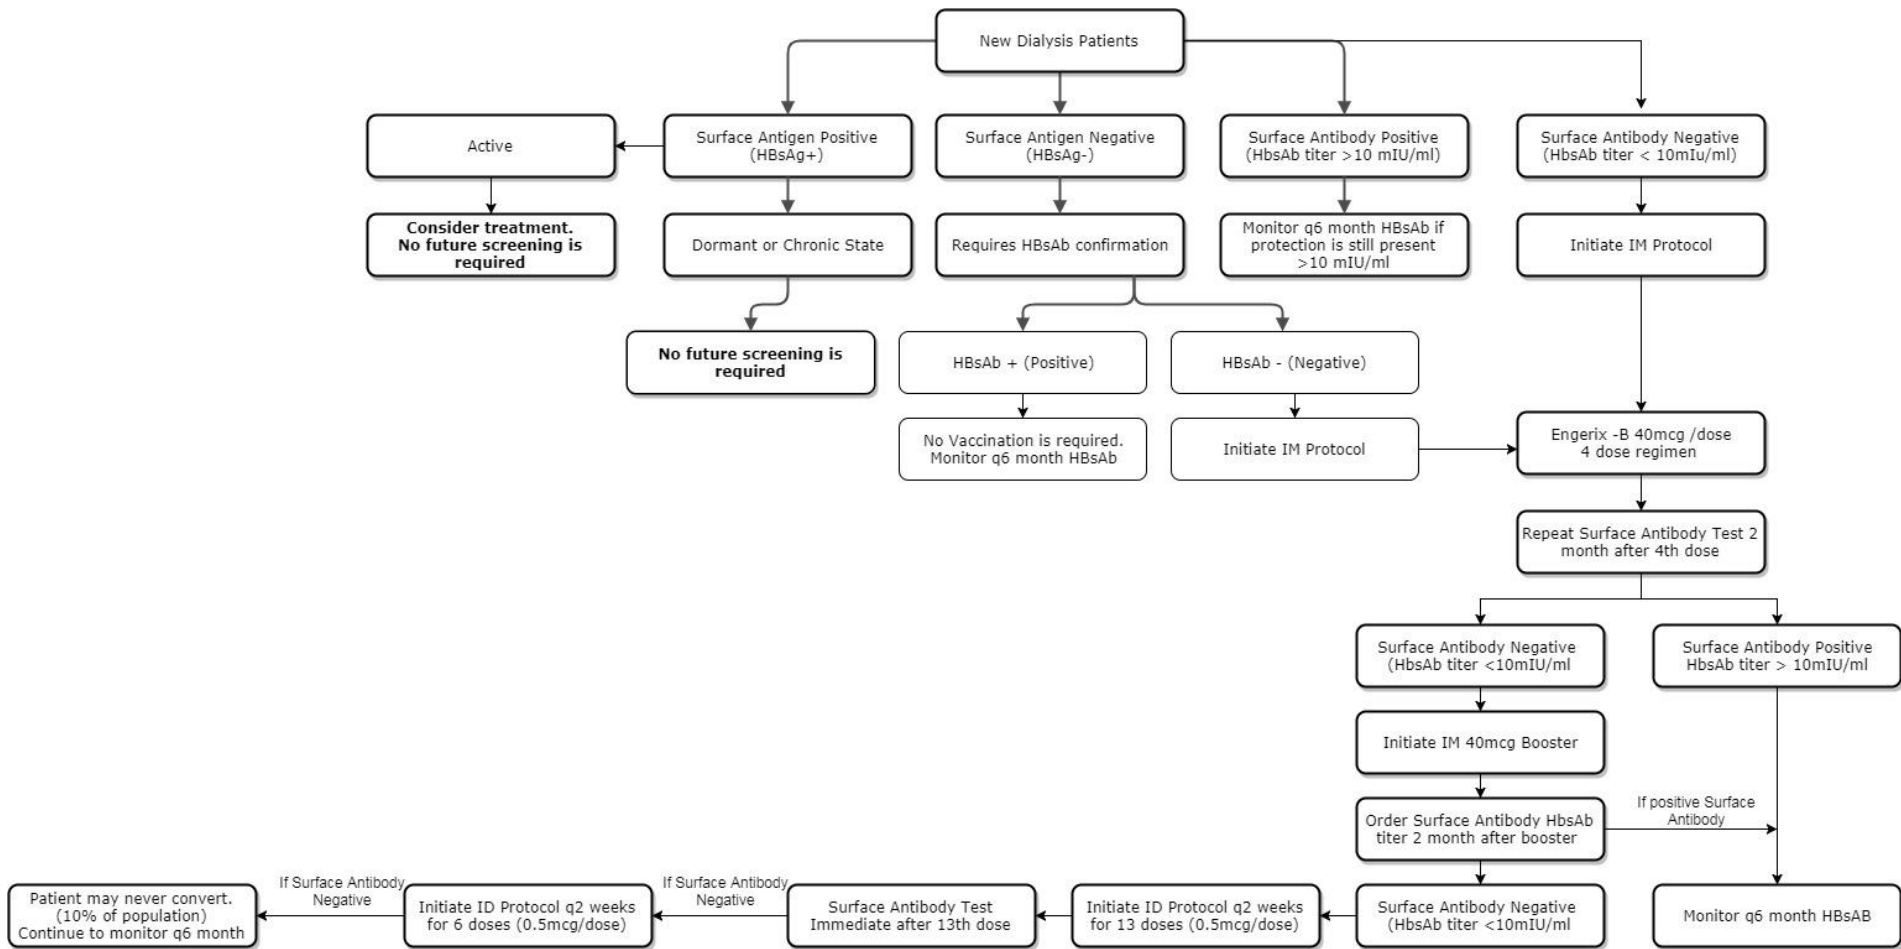 New Dialysis Patients
Active
Surface Antigen Positive
(HBsAg+)
Surface Antigen Negative
(HBsAg-)
Surface Antibody Positive
(HbsAb titer >10 mIU/ml)
Surface Antibody Negative
(HbsAb titer < 10mIu/ml)
Consider treatment.
No future screening is
required
Dormant or Chronic State
Requires HBsAb confirmation
Monitor q6 month HBsAb if
protection is still present
>10 mIU/ml
Initiate IM Protocol
No future screening is
required
HBsAb + (Positive)
HBsAb - (Negative)
No Vaccination is required.
Monitor q6 month HBsAb
Initiate IM Protocol
Engerix -B 40mcg /dose
4 dose regimen
Repeat Surface Antibody Test 2
month after 4th dose
Surface Antibody Negative
(HbsAb titer <10mIU/ml
Surface Antibody Positive
HbsAb titer > 10mIU/ml
Initiate IM 40mcg Booster
Order Surface Antibody HbsAb
titer 2 month after booster
If positive Surface
Antibody
Patient may never convert.
(10% of population)
Continue to monitor q6 month
If Surface Antibody
Negative
Initiate ID Protocol q2 weeks
for 6 doses (0.5mcg/dose)
If Surface Antibody
Negative
Surface Antibody Test
Immediate after 13th dose
Initiate ID Protocol q2 weeks
for 13 doses (0.5mcg/dose)
Surface Antibody Negative
(HbsAb titer <10mIU/ml
Monitor q6 month HBsAB